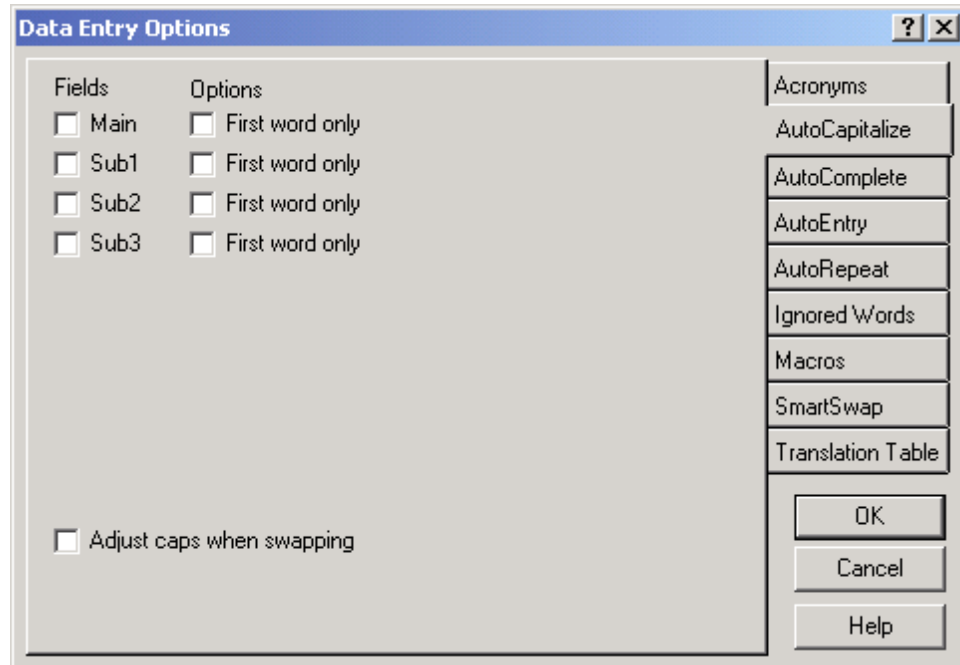 Data Entry Options
Fields Options
Main First word only
Sub1 First word only
Sub2 First word only
Sub3 First word only
Adjust caps when swapping
Acronyms
AutoCapitalize
AutoComplete
AutoEntry
AutoRepeat
Ignored Words
Macros
SmartSwap
Translation Table
OK
Cancel
Help